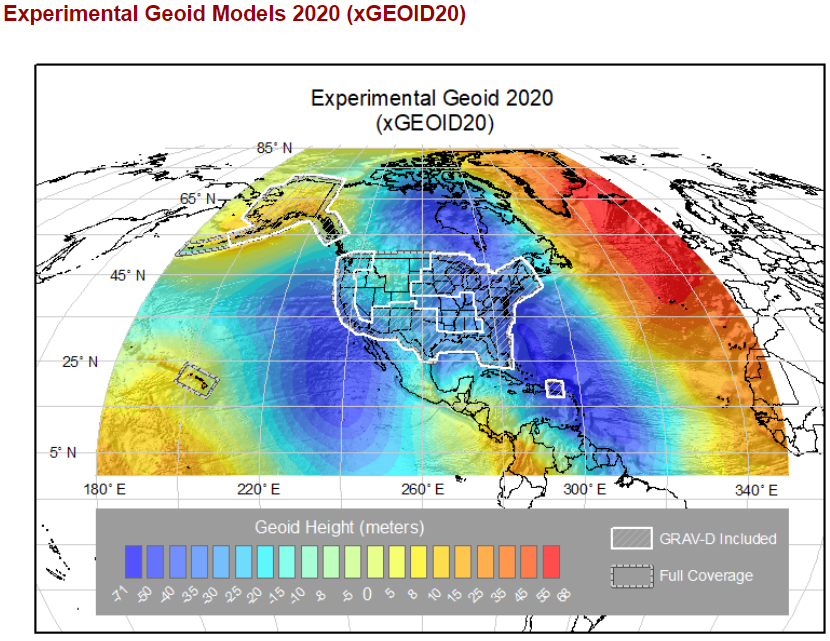 Experimental Geoid Models 2020 (xGEOID20)
Experimental Geoid 2020
(xGEOID20)
85° N
65° N
45° N
25° N
5° N
180° E 220° E 260° E 300° E 340° E
Geoid Height (meters)
-71 -50 -40 -35 -30 -25 -20 -15 -10 -8 -5 0 5 8 10 15 25 35 45 55 68
GRAV-D Included
Full Coverage